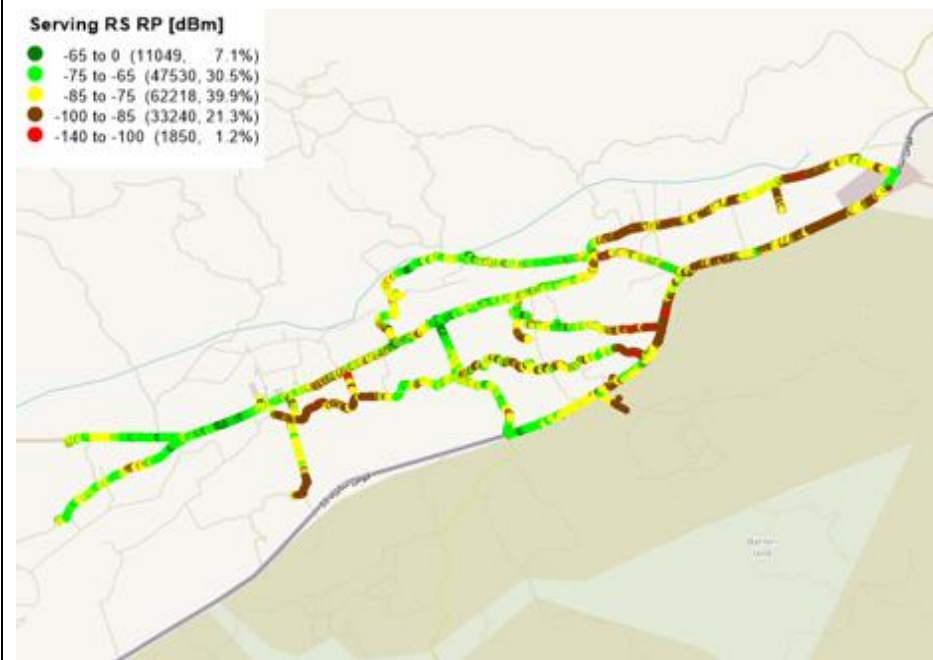 Serving RS RP [dBm]
-65 to 0 (11049, 7.1%)
-75 to -65 (47530, 30.5%)
-85 to -75 (62218, 39.9%)
-100 to -85 (33240, 21.3%)
-140 to -100 (1850, 1.2%)